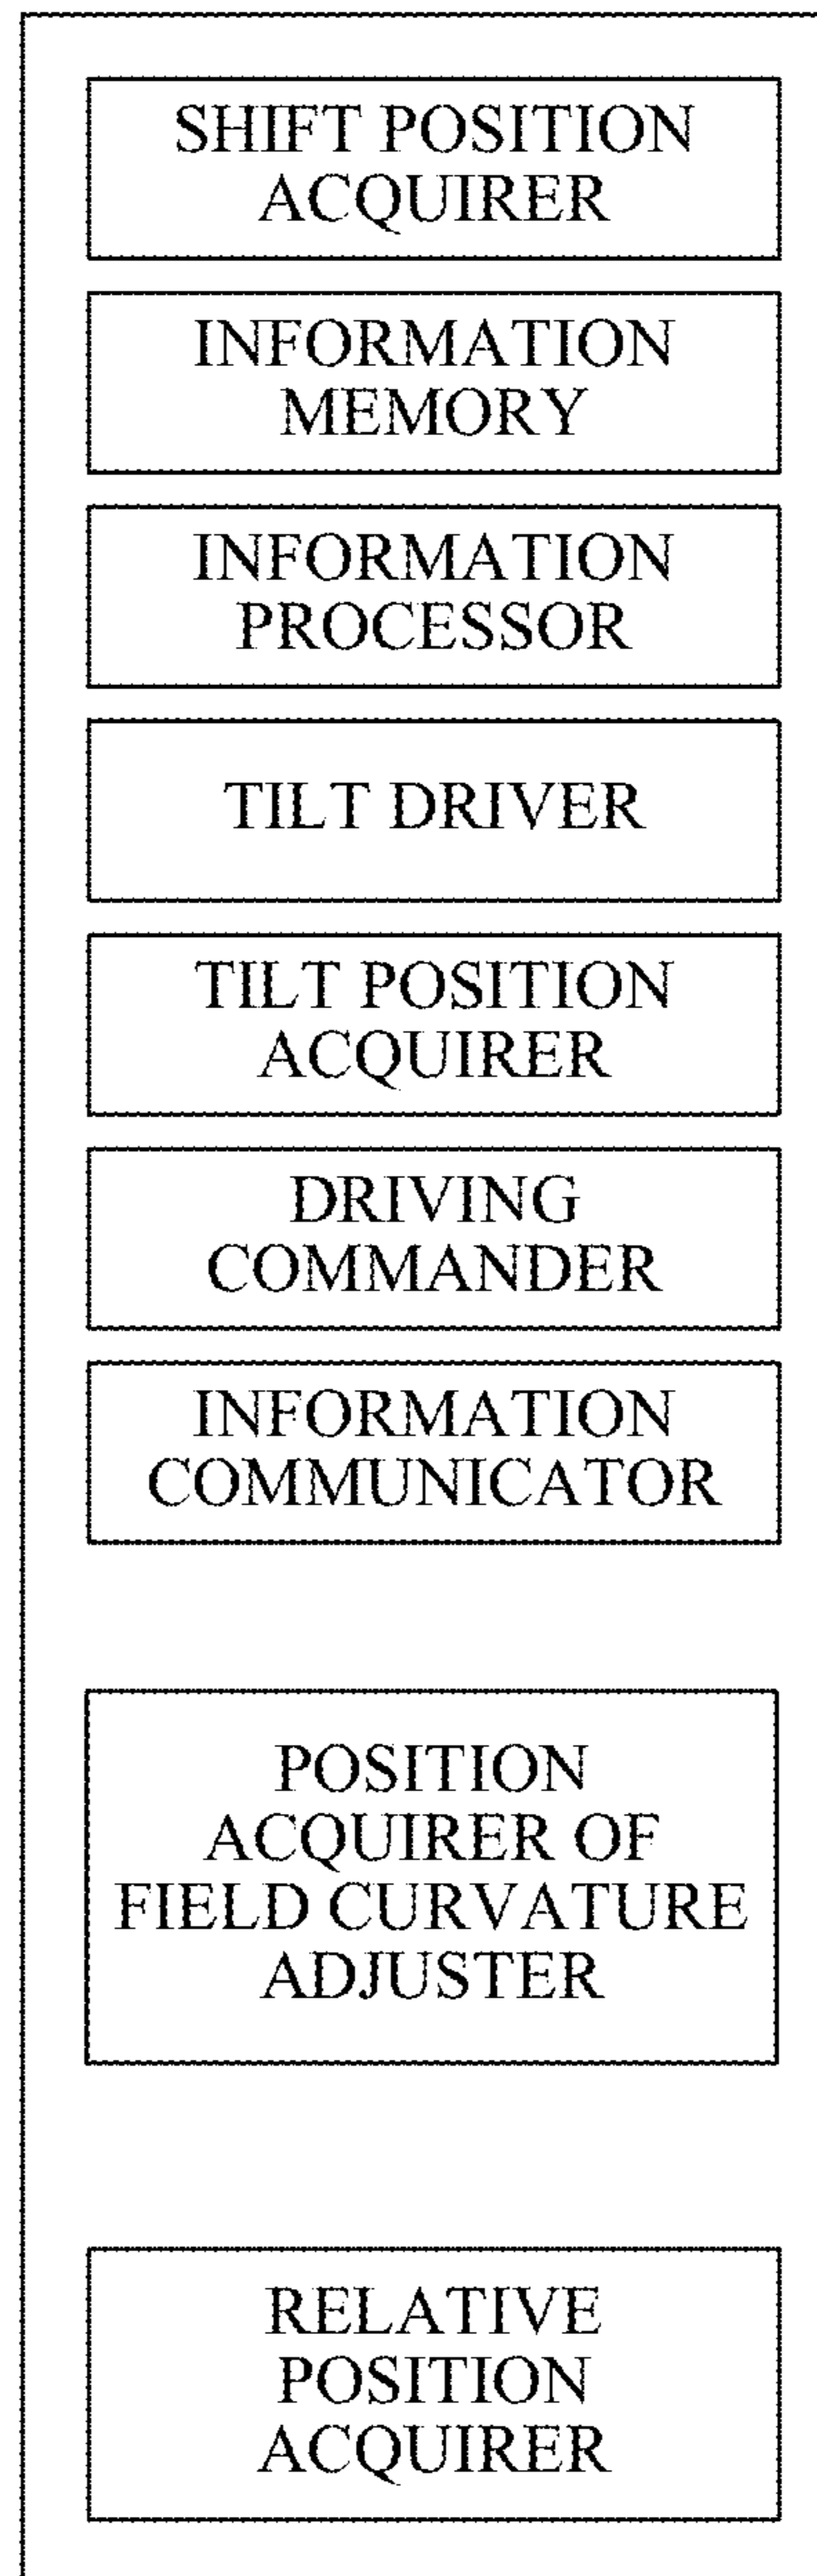 SHIFT POSITION
ACQUIRER
INFORMATION
MEMORY
INFORMATION
PROCESSOR
TILT DRIVER
TILT POSITION
ACQUIRER
DRIVING
COMMANDER
INFORMATION
COMMUNICATOR
POSITION
ACQUIRER OF
FIELD CURVATURE
ADJUSTER
RELATIVE
POSITION
ACQUIRER